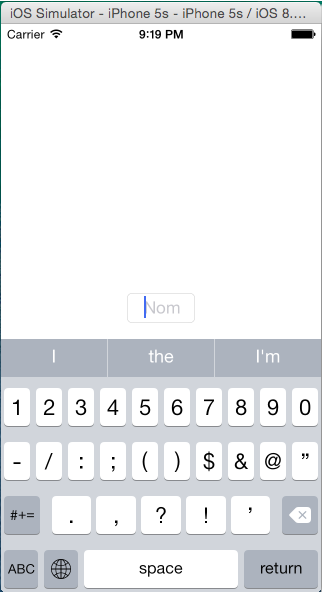 iOS Simulator - iPhone 5s - iPhone 5s / iOS 8....
Carrier 9:19 PM
Nom
I the I'm
1 2 3 4 5 6 7 8 9 0
- / : ; ( ) $ & @ ”
#+= . , ? ! ’
ABC space return